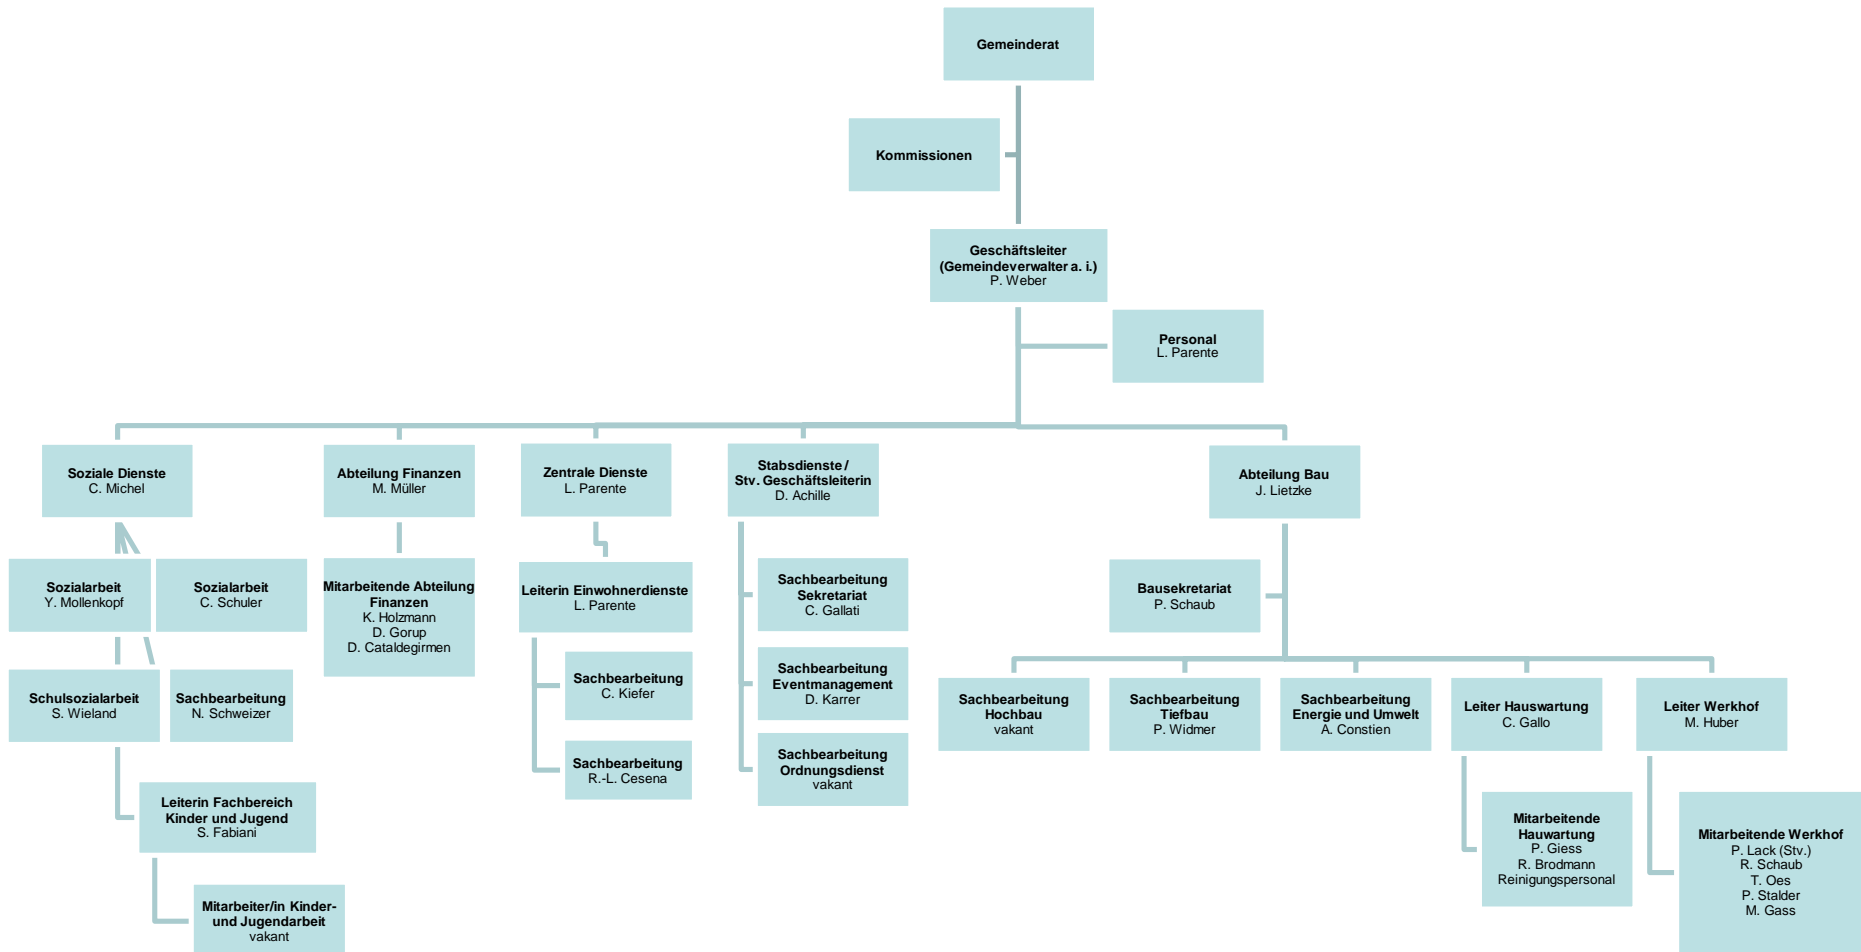 Gemeinderat
Kommissionen
Geschäftsleiter
(Gemeindeverwalter a. i.)
P. Weber
Personal
L. Parente
Soziale Dienste
C. Michel
Abteilung Finanzen
M. Müller
Zentrale Dienste
L. Parente
Stabsdienste /
Stv. Geschäftsleiterin
D. Achille
Abteilung Bau
J. Lietzke
Sozialarbeit
Y. Mollenkopf
Sozialarbeit
C. Schuler
Mitarbeitende Abteilung
Finanzen
K. Holzmann
D. Gorup
D. Cataldegirmen
Leiterin Einwohnerdienste
L. Parente
Sachbearbeitung
Sekretariat
C. Gallati
Bausekretariat
P. Schaub
Schulsozialarbeit
S. Wieland
Sachbearbeitung
N. Schweizer
Sachbearbeitung
C. Kiefer
Sachbearbeitung
Eventmanagement
D. Karrer
Sachbearbeitung
Hochbau
vakant
Sachbearbeitung
Tiefbau
P. Widmer
Sachbearbeitung
Energie und Umwelt
A. Constien
Leiter Hauswartung
C. Gallo
Leiter Werkhof
M. Huber
Sachbearbeitung
R.-L. Cesena
Sachbearbeitung
Ordnungsdienst
vakant
Leiterin Fachbereich
Kinder und Jugend
S. Fabiani
Mitarbeitende
Hauwartung
P. Giess
R. Brodmann
Reinigungspersonal
Mitarbeitende Werkhof
P. Lack (Stv.)
R. Schaub
T. Oes
P. Stalder
M. Gass
Mitarbeiter/in Kinder-
und Jugendarbeit
vakant